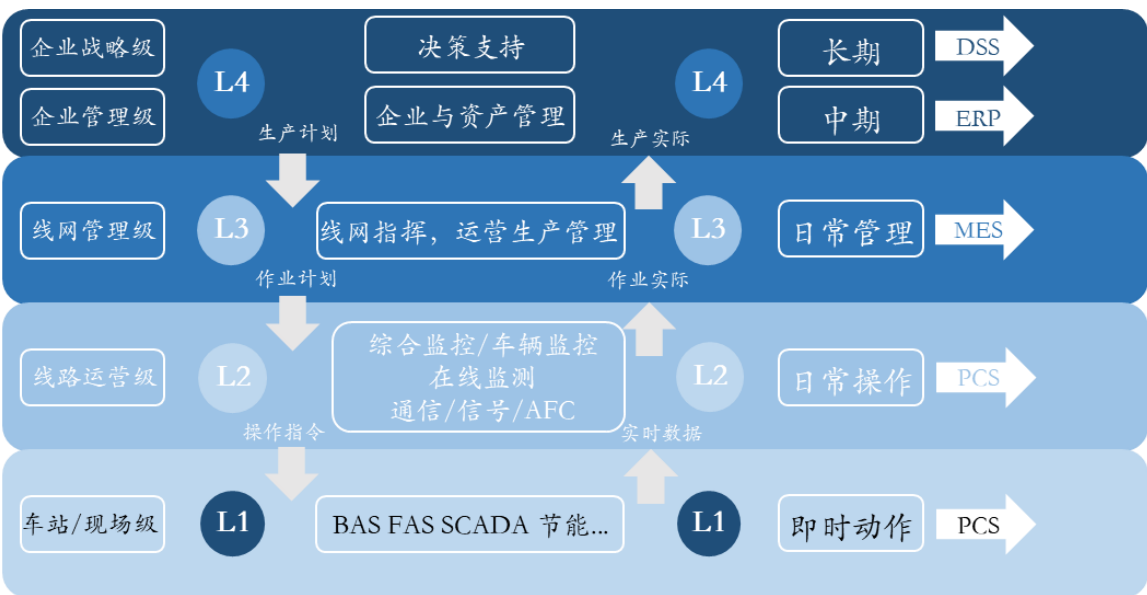 企业战略级
决策支持
长期
DSS
L4
L4
企业管理级
企业与资产管理
中期
ERP
生产计划
生产实际
线网管理级
L3
线网指挥，运营生产管理
L3
日常管理
MES
作业计划
作业实际
线路运营级
L2
综合监控/车辆监控
在线监测
通信/信号/AFC
L2
日常操作
PCS
操作指令
实时数据
车站/现场级
L1
BAS FAS SCADA 节能...
L1
即时动作
PCS